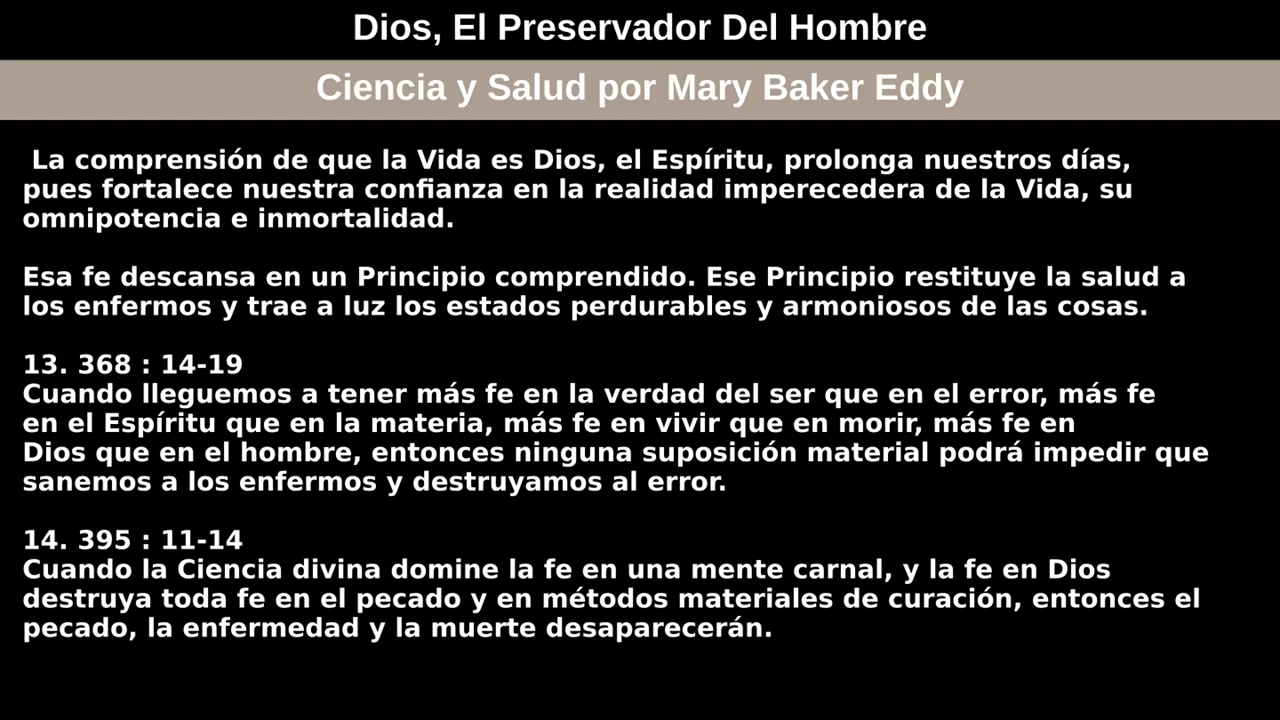 Dios, El Preservador Del Hombre
Ciencia y Salud por Mary Baker Eddy
La comprensión de que la Vida es Dios, el Espíritu, prolonga nuestros días,
pues fortalece nuestra confianza en la realidad imperecedera de la Vida, su
omnipotencia e inmortalidad.
Esa fe descansa en un Principio comprendido. Ese Principio restituye la salud a
los enfermos y trae a luz los estados perdurables y armoniosos de las cosas.
13. 368 : 14-19
Cuando lleguemos a tener más fe en la verdad del ser que en el error, más fe
en el Espíritu que en la materia, más fe en vivir que en morir, más fe en
Dios que en el hombre, entonces ninguna suposición material podrá impedir que
sanemos a los enfermos y destruyamos al error.
14. 395 : 11-14
Cuando la Ciencia divina domine la fe en una mente carnal, y la fe en Dios
destruya toda fe en el pecado y en métodos materiales de curación, entonces el
pecado, la enfermedad y la muerte desaparecerán.